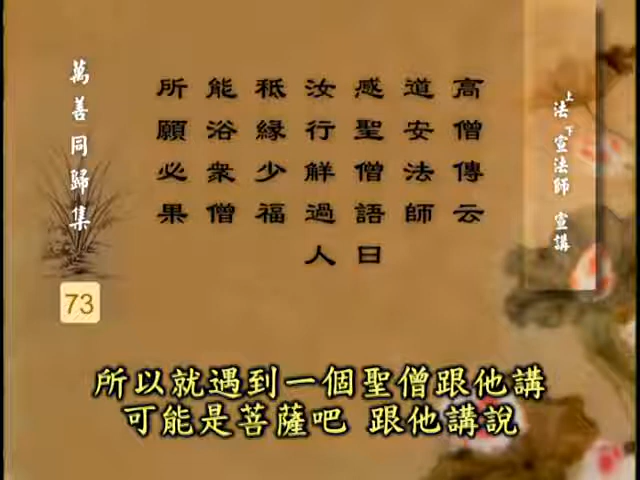 上法下宣法師 宣講
高僧傳云
道安法師
感聖僧語曰
汝行觧過人
秪緣少福
能浴衆僧
所願必果
萬善同歸集
73
所以就遇到一個聖僧跟他講
可能是菩薩吧 跟他講說